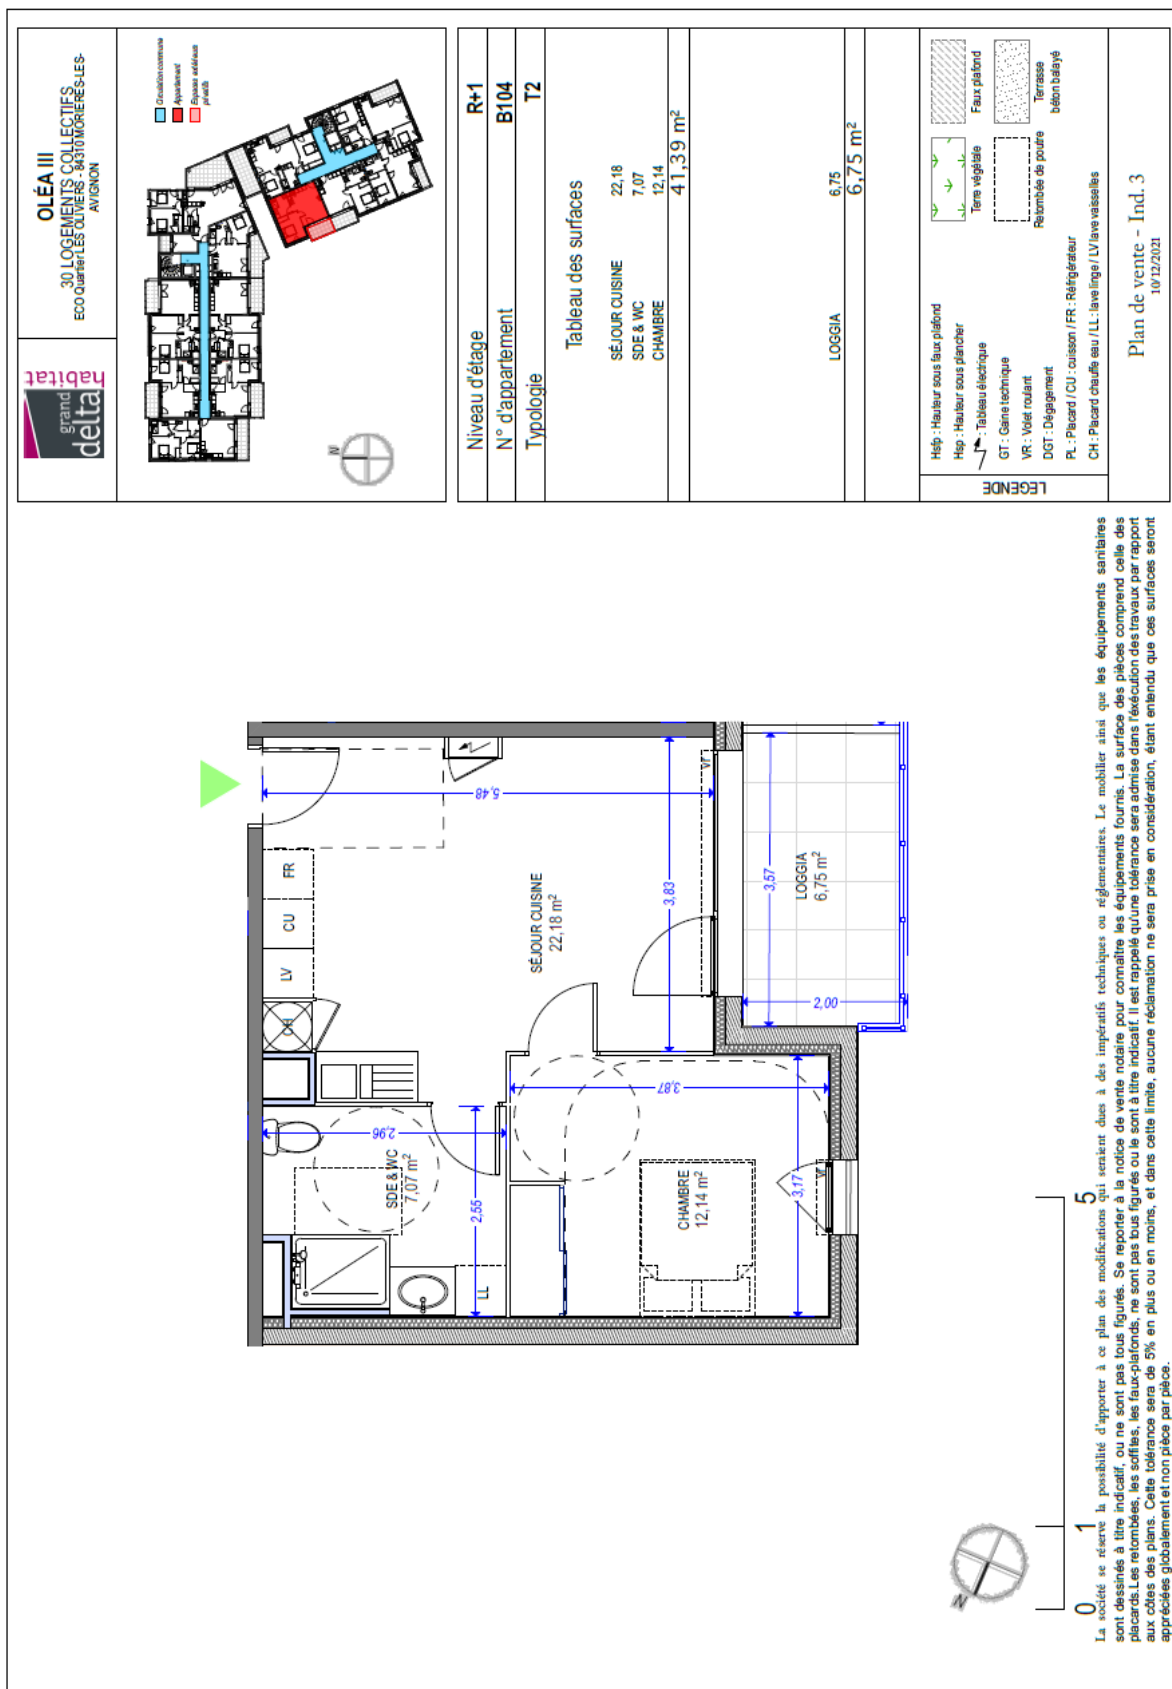 grand
delta
habitat
OLÉA III
30 LOGEMENTS COLLECTIFS
ECO Quartier LES OLIVIERS - 84310 MORIERES-LES-
AVIGNON
Circulation commune
Appartement
Espaces extérieurs
privatifs
N
Niveau d'étage R+1
N° d'appartement B104
Typologie T2
Tableau des surfaces
SÉJOUR CUISINE 22,18
SDE & WC 7,07
CHAMBRE 12,14
41,39 m²
LOGGIA 6,75
6,75 m²
LEGENDE
Hsfp : Hauteur sous faux plafond
Hsp : Hauteur sous plancher
: Tableau électrique
GT : Gaine technique
VR : Volet roulant
DGT : Dégagement
PL : Placard / CU : cuisson / FR : Réfrigérateur
CH : Placard chauffe eau / LL : lave linge / LV lave vaisselles
Terre végétale
Faux plafond
Retombée de poutre
Terrasse
béton balayé
Plan de vente - Ind. 3
10/12/2021
FR
CU
LV
CH
5,48
SÉJOUR CUISINE
22,18 m²
3,83
vr
LOGGIA
6,75 m²
3,57
2,00
2,96
SDE & WC
7,07 m²
2,55
LL
3,87
CHAMBRE
12,14 m²
3,17
vr
N
0 1 5
La société se réserve la possibilité d'apporter à ce plan des modifications qui seraient dues à des impératifs techniques ou réglementaires. Le mobilier ainsi que les équipements sanitaires
sont dessinés à titre indicatif, ou ne sont pas tous figurés. Se reporter à la notice de vente notaire pour connaître les équipements fournis. La surface des pièces comprend celle des
placards.Les retombées, les soffites, les faux-plafonds, ne sont pas tous figurés ou le sont à titre indicatif. Il est rappelé qu'une tolérance sera admise dans l'exécution des travaux par rapport
aux côtes des plans. Cette tolérance sera de 5% en plus ou en moins, et dans cette limite, aucune réclamation ne sera prise en considération, étant entendu que ces surfaces seront
appréciées globalement et non pièce par pièce.